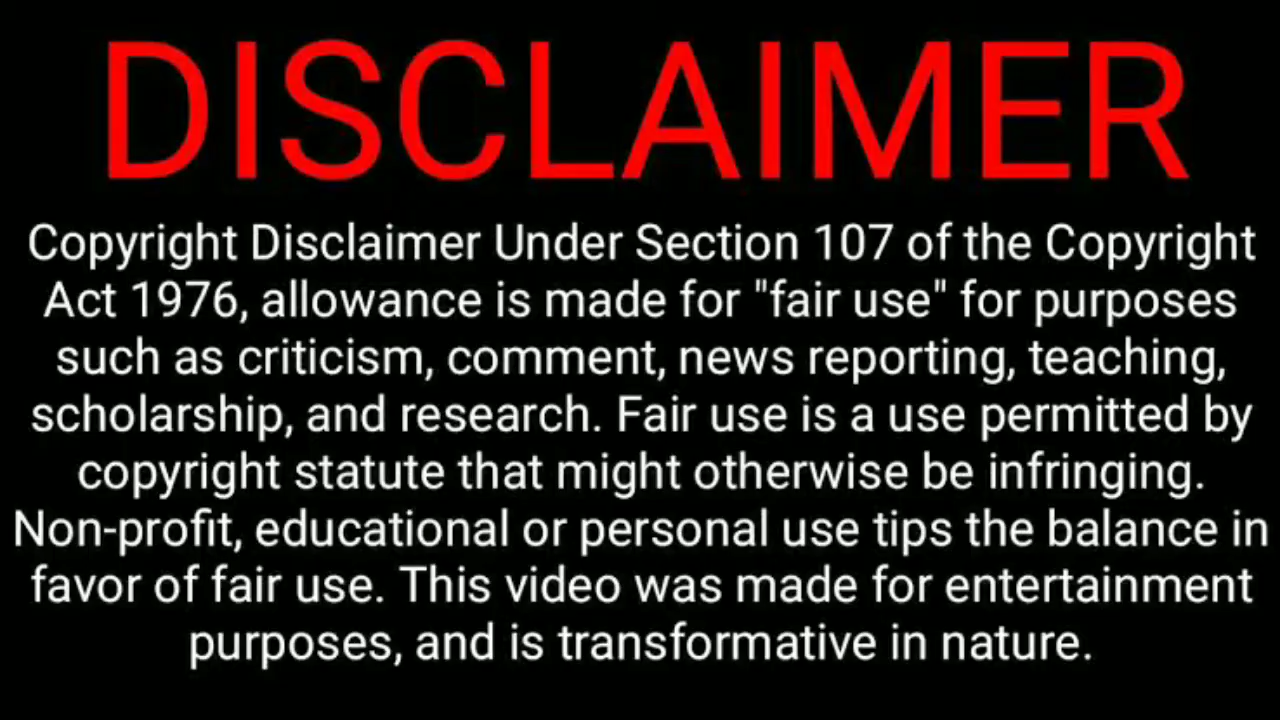 DISCLAIMER
Copyright Disclaimer Under Section 107 of the Copyright
Act 1976, allowance is made for "fair use" for purposes
such as criticism, comment, news reporting, teaching,
scholarship, and research. Fair use is a use permitted by
copyright statute that might otherwise be infringing.
Non-profit, educational or personal use tips the balance in
favor of fair use. This video was made for entertainment
purposes, and is transformative in nature.